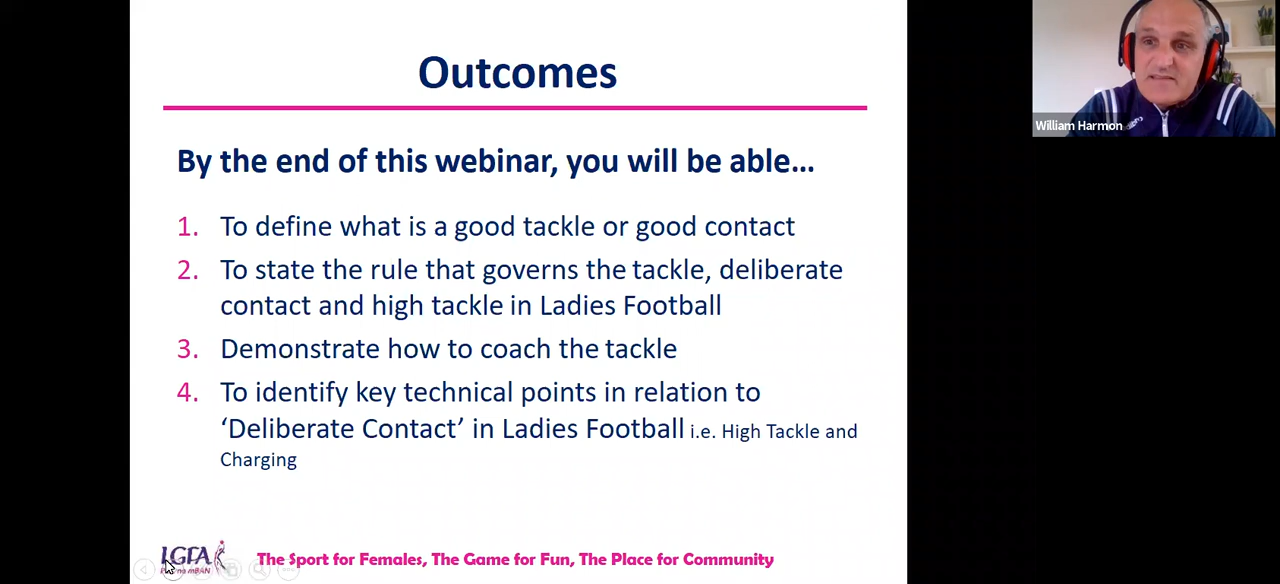 Outcomes
By the end of this webinar, you will be able...
1. To define what is a good tackle or good contact
2. To state the rule that governs the tackle, deliberate
contact and high tackle in Ladies Football
3. Demonstrate how to coach the tackle
4. To identify key technical points in relation to
‘Deliberate Contact’ in Ladies Football i.e. High Tackle and
Charging
LGFA
The Sport for Females, The Game for Fun, The Place for Community
William Harmon